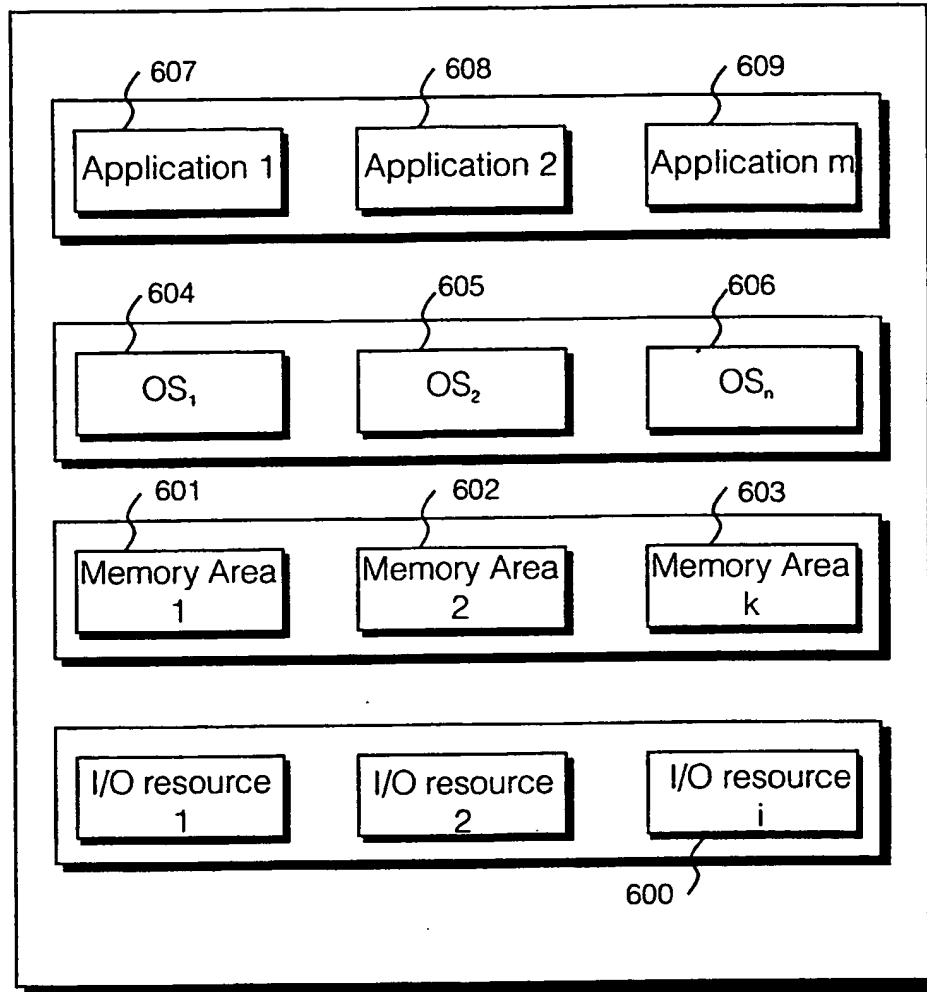 607 608 609
Application 1 Application 2 Application m
604 605 606
OS₁ OS₂ OSₙ
601 602 603
Memory Area Memory Area Memory Area
1 2 k
I/O resource I/O resource I/O resource
1 2 i
600